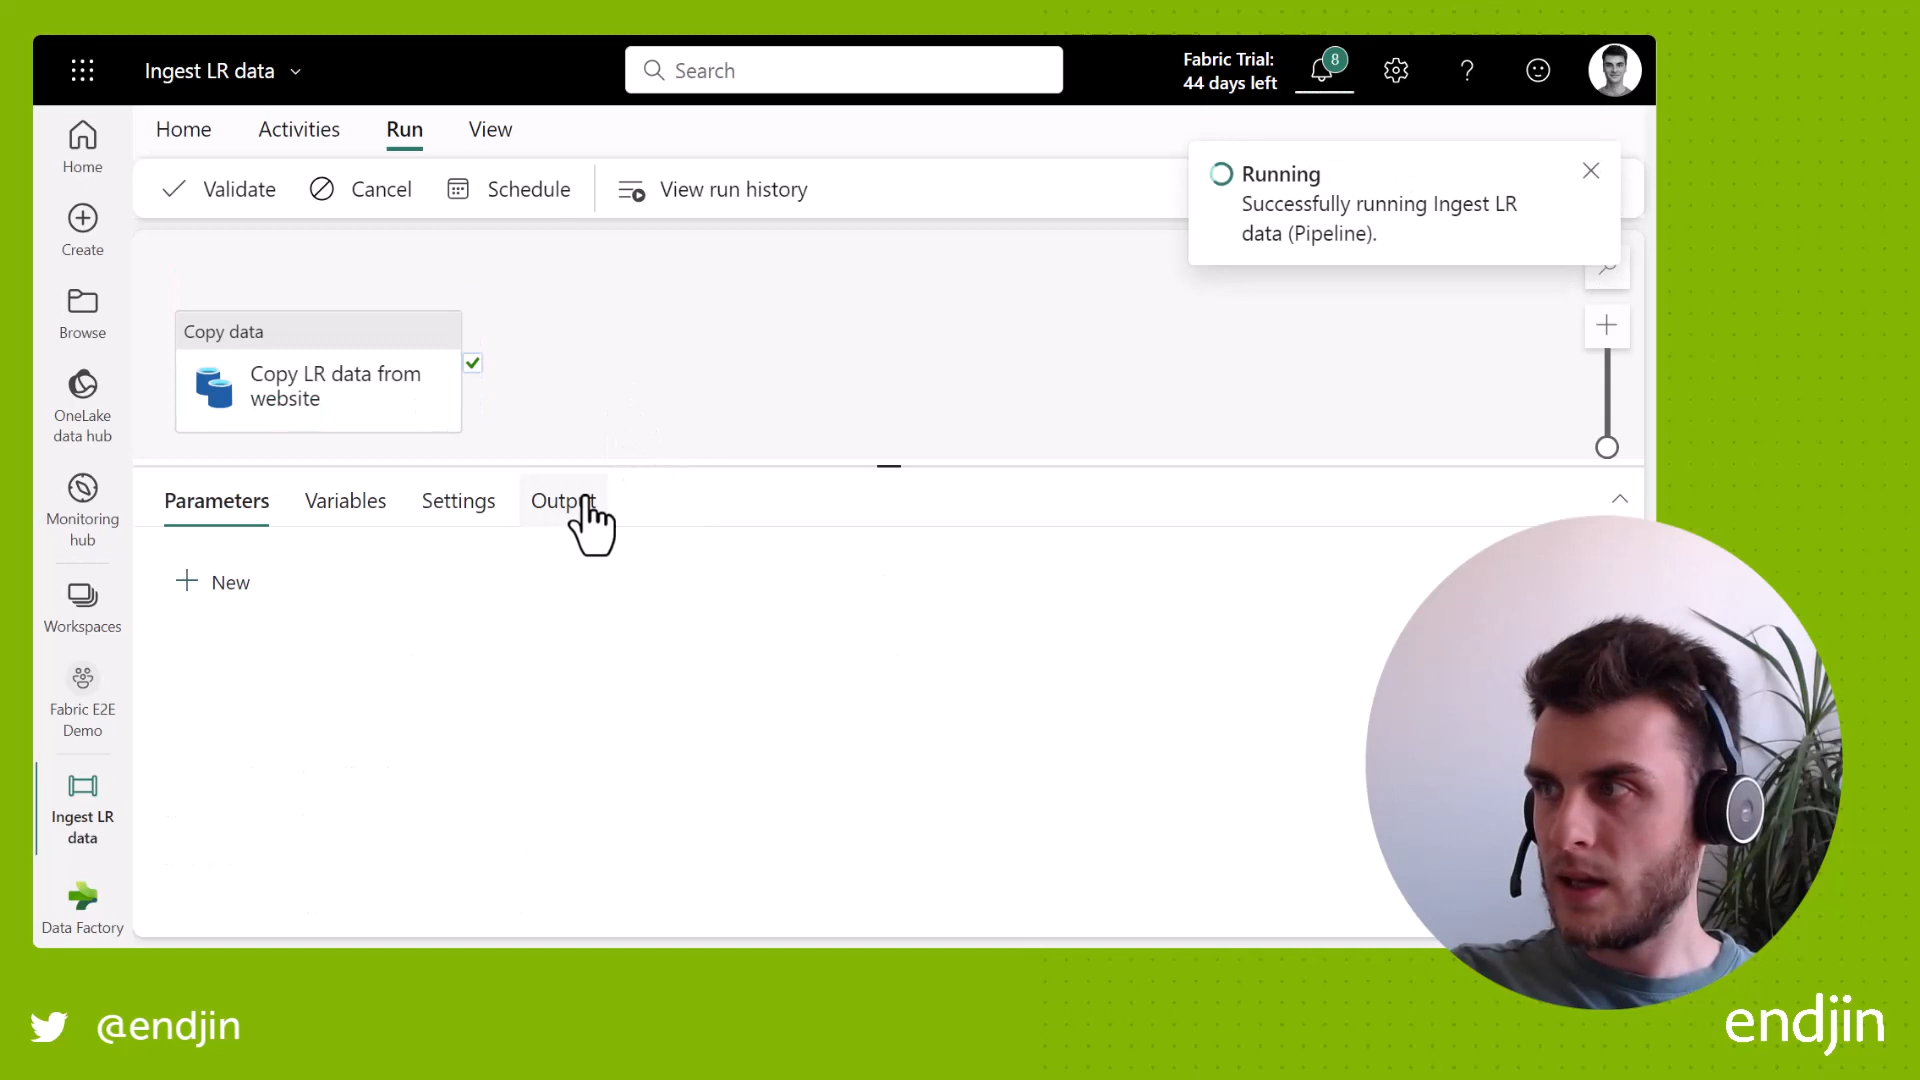 Ingest LR data
Search
Fabric Trial:
44 days left
8
Home
Activities
Run
View
Validate
Cancel
Schedule
View run history
Running
Successfully running Ingest LR
data (Pipeline).
Home
Create
Browse
OneLake
data hub
Monitoring
hub
Workspaces
Fabric E2E
Demo
Ingest LR
data
Data Factory
Copy data
Copy LR data from
website
Parameters
Variables
Settings
Output
New
@endjin
endjin